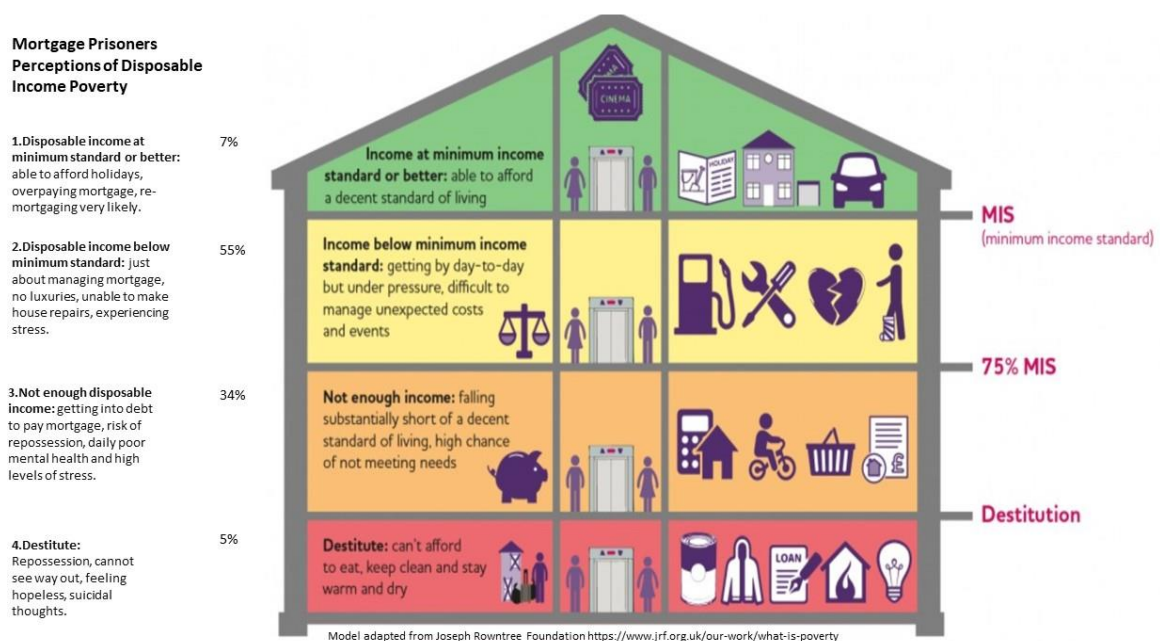 Mortgage Prisoners
Perceptions of Disposable
Income Poverty
1.Disposable income at
minimum standard or better:
able to afford holidays,
overpaying mortgage, re-
mortgaging very likely.
7%
2.Disposable income below
minimum standard: just
about managing mortgage,
no luxuries, unable to make
house repairs, experiencing
stress.
55%
3.Not enough disposable
income: getting into debt
to pay mortgage, risk of
repossession, daily poor
mental health and high
levels of stress.
34%
4.Destitute:
Repossession, cannot
see way out, feeling
hopeless, suicidal
thoughts.
5%
CINEMA
Income at minimum income
standard or better: able to afford
a decent standard of living
HOLIDAY
MIS
(minimum income standard)
Income below minimum income
standard: getting by day-to-day
but under pressure, difficult to
manage unexpected costs
and events
75% MIS
Not enough income: falling
substantially short of a decent
standard of living, high chance
of not meeting needs
£
Destitution
Destitute: can't afford
to eat, keep clean and stay
warm and dry
LOAN
Model adapted from Joseph Rowntree Foundation https://www.jrf.org.uk/our-work/what-is-poverty